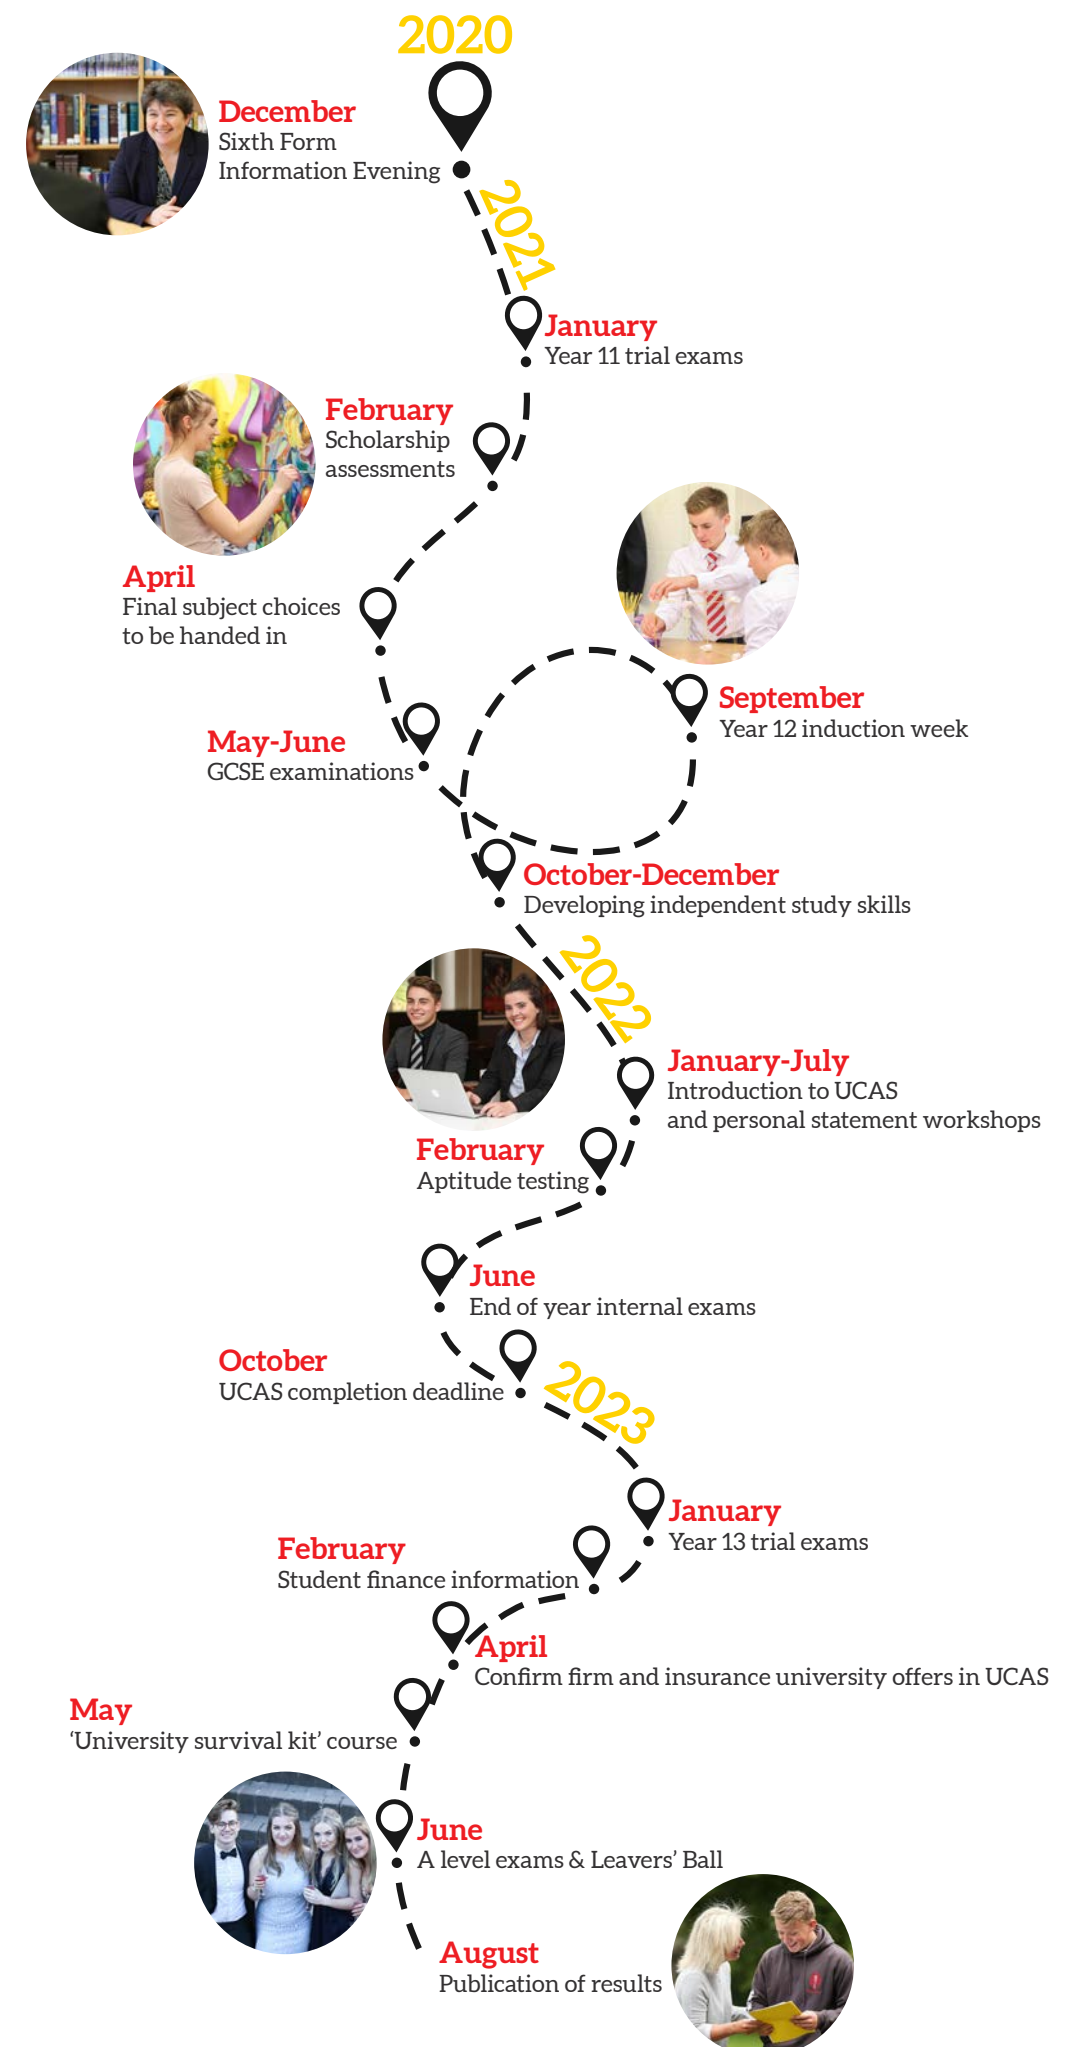 2020
December
Sixth Form
Information Evening
2021
January
Year 11 trial exams
February
Scholarship
assessments
April
Final subject choices
to be handed in
May-June
GCSE examinations
September
Year 12 induction week
October-December
Developing independent study skills
2022
January-July
Introduction to UCAS
and personal statement workshops
February
Aptitude testing
June
End of year internal exams
October
UCAS completion deadline
2023
January
Year 13 trial exams
February
Student finance information
April
Confirm firm and insurance university offers in UCAS
May
‘University survival kit’ course
June
A level exams & Leavers’ Ball
August
Publication of results